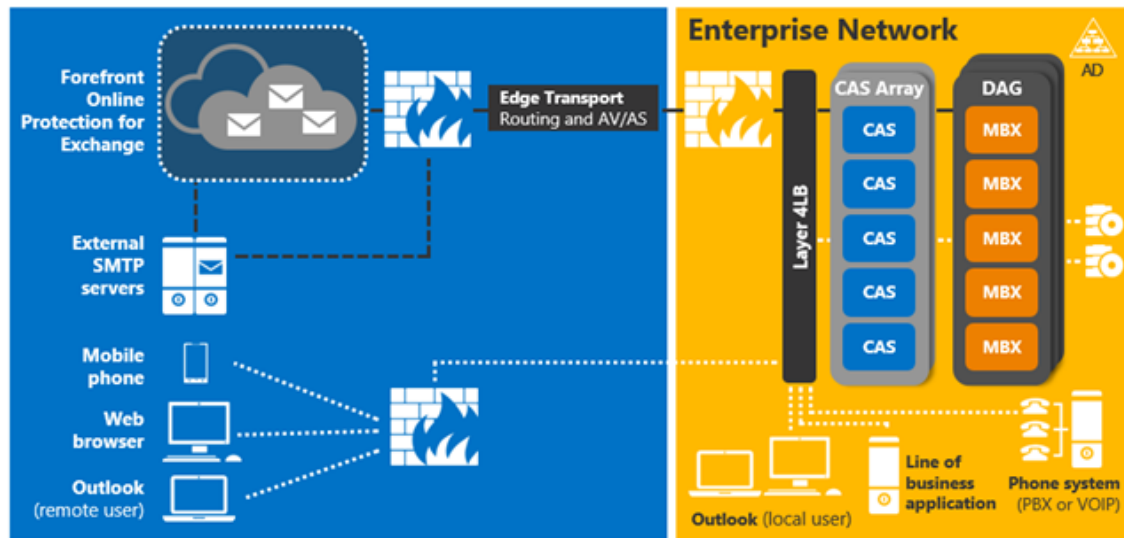 Forefront
Online
Protection for
Exchange
Edge Transport
Routing and AV/AS
External
SMTP
servers
Mobile
phone
Web
browser
Outlook
(remote user)
Enterprise Network
AD
Layer 4LB
CAS Array
CAS
CAS
CAS
CAS
CAS
DAG
MBX
MBX
MBX
MBX
MBX
Outlook (local user)
Line of
business
application
Phone system
(PBX or VOIP)